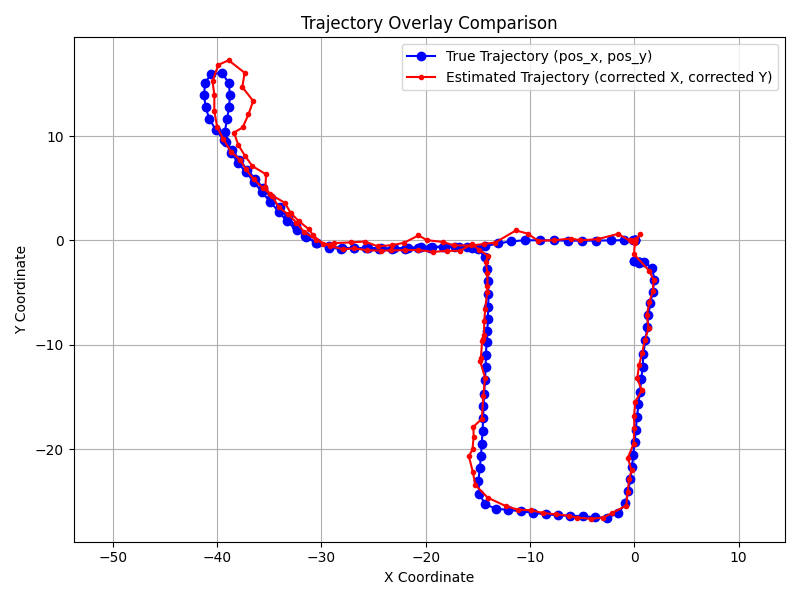 Trajectory Overlay Comparison
True Trajectory (pos_x, pos_y)
Estimated Trajectory (corrected X, corrected Y)
Y Coordinate
10
0
−10
−20
−50
−40
−30
−20
−10
0
10
X Coordinate